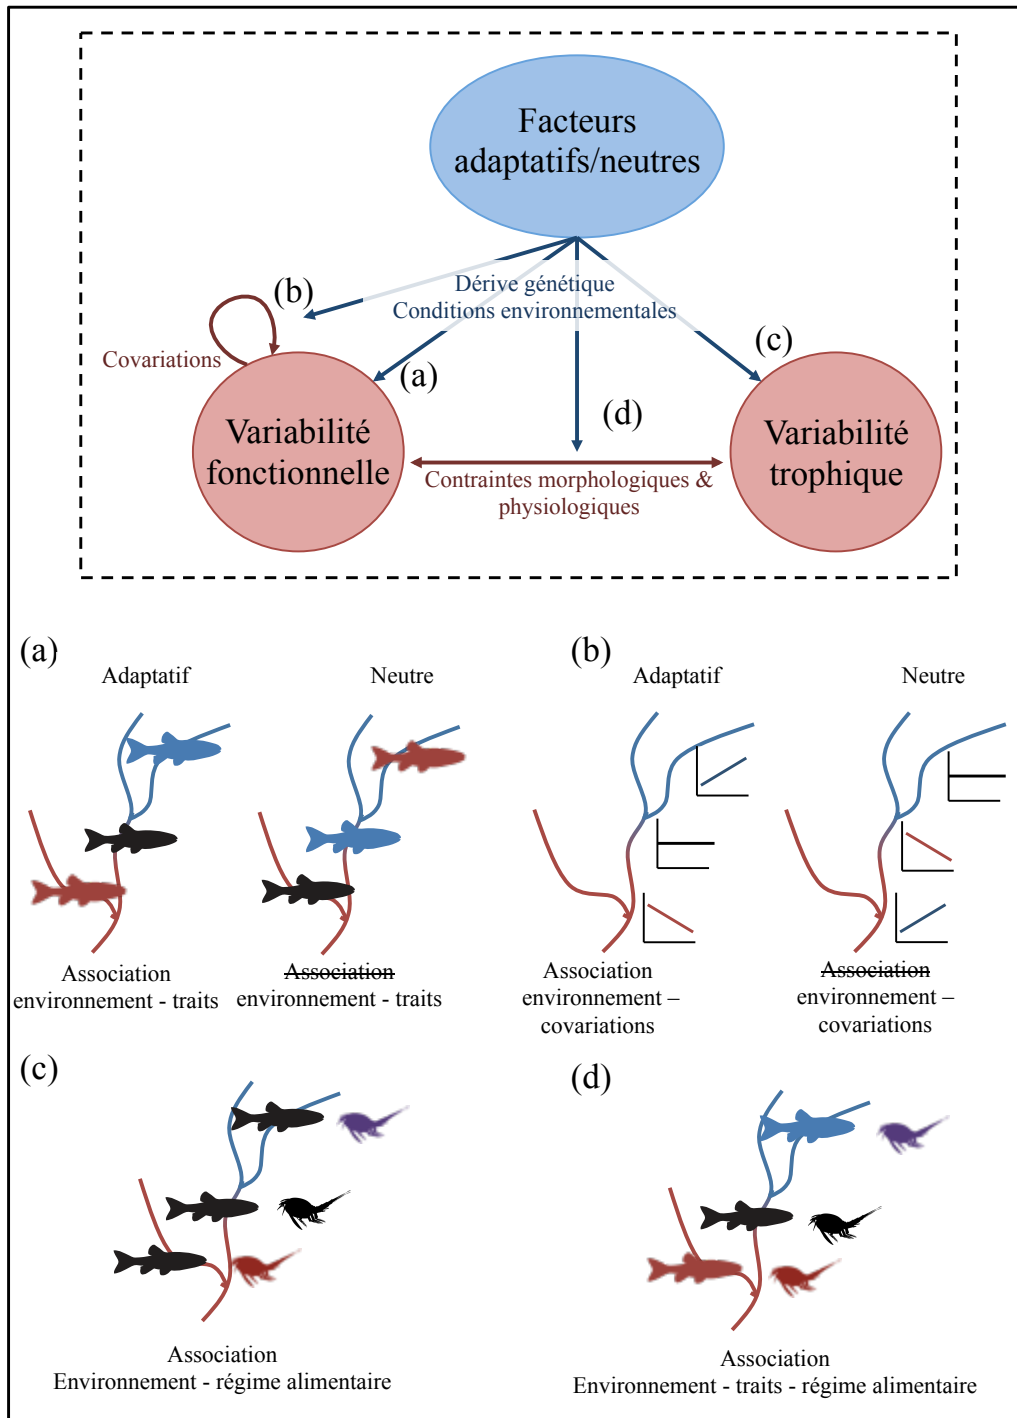 Facteurs
adaptatifs/neutres
Dérive génétique
Conditions environnementales
(b)
Covariations
(a)
(c)
(d)
Variabilité
fonctionnelle
Variabilité
trophique
Contraintes morphologiques &
physiologiques
(a)
Adaptatif
Neutre
Association
environnement - traits
Association
environnement - traits
(b)
Adaptatif
Neutre
Association
environnement –
covariations
Association
environnement –
covariations
(c)
Association
Environnement - régime alimentaire
(d)
Association
Environnement - traits - régime alimentaire